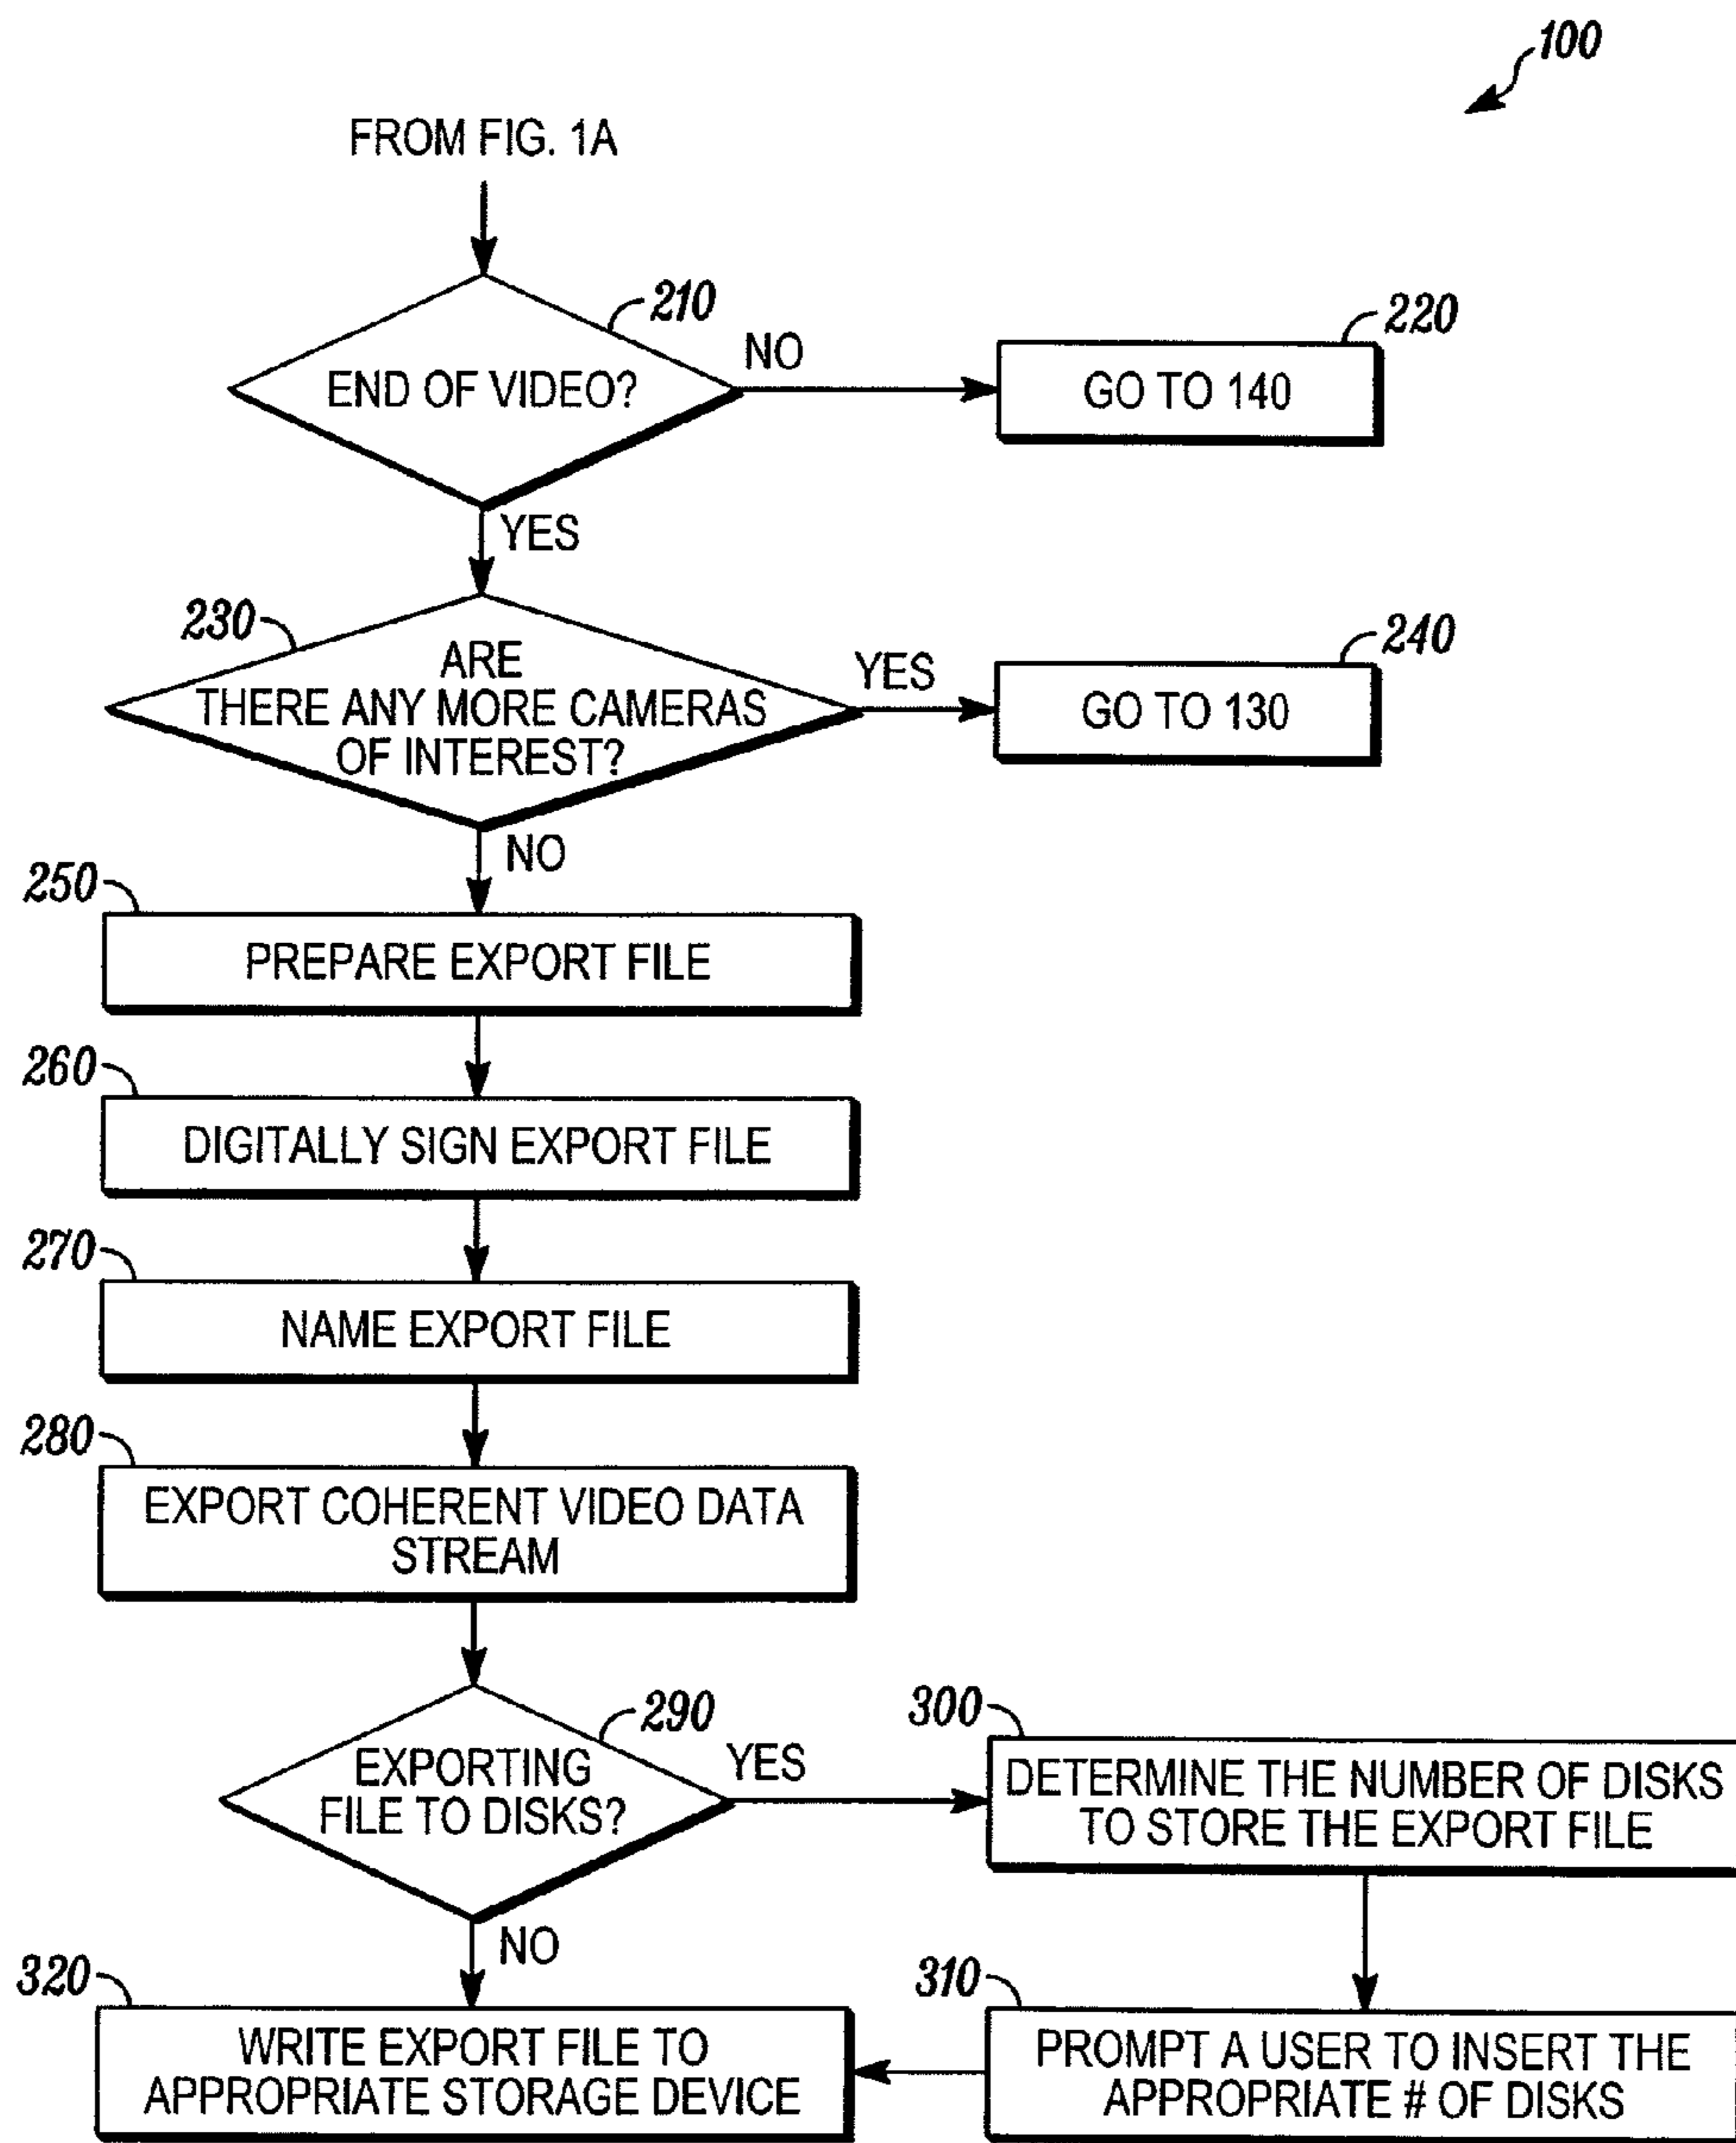 100
FROM FIG. 1A
210
END OF VIDEO?
NO
220
GO TO 140
YES
230
ARE
THERE ANY MORE CAMERAS
OF INTEREST?
YES
240
GO TO 130
NO
250
PREPARE EXPORT FILE
260
DIGITALLY SIGN EXPORT FILE
270
NAME EXPORT FILE
280
EXPORT COHERENT VIDEO DATA
STREAM
290
EXPORTING
FILE TO DISKS?
YES
300
DETERMINE THE NUMBER OF DISKS
TO STORE THE EXPORT FILE
NO
310
PROMPT A USER TO INSERT THE
APPROPRIATE # OF DISKS
320
WRITE EXPORT FILE TO
APPROPRIATE STORAGE DEVICE